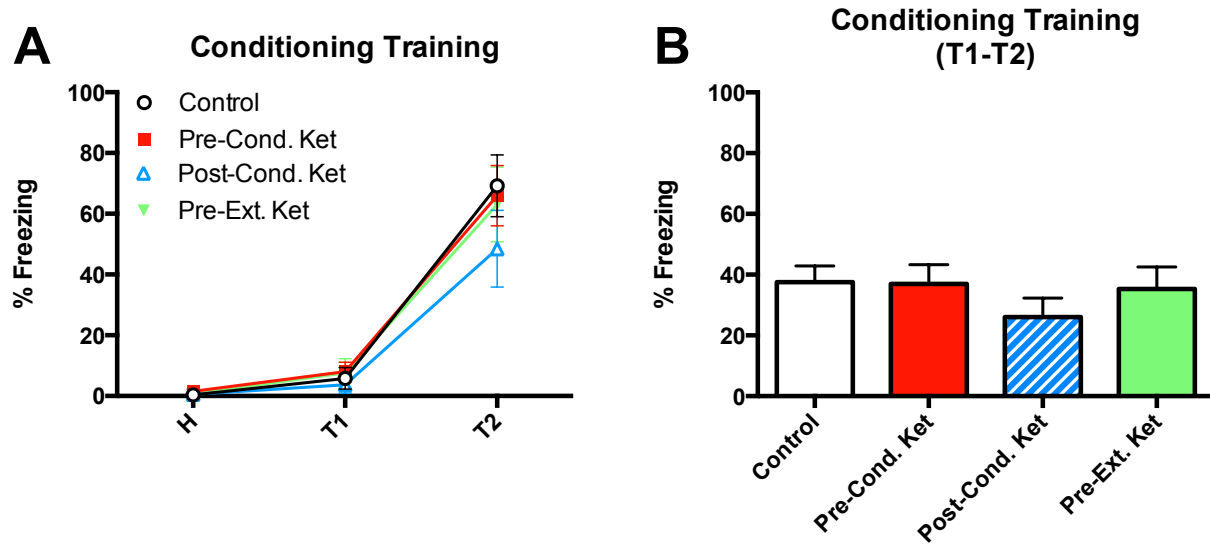 A
Conditioning Training
% Freezing
100
80
60
40
20
0
Control
Pre-Cond. Ket
Post-Cond. Ket
Pre-Ext. Ket
H
T1
T2
B
Conditioning Training
(T1-T2)
% Freezing
100
80
60
40
20
0
Control
Pre-Cond. Ket
Post-Cond. Ket
Pre-Ext. Ket